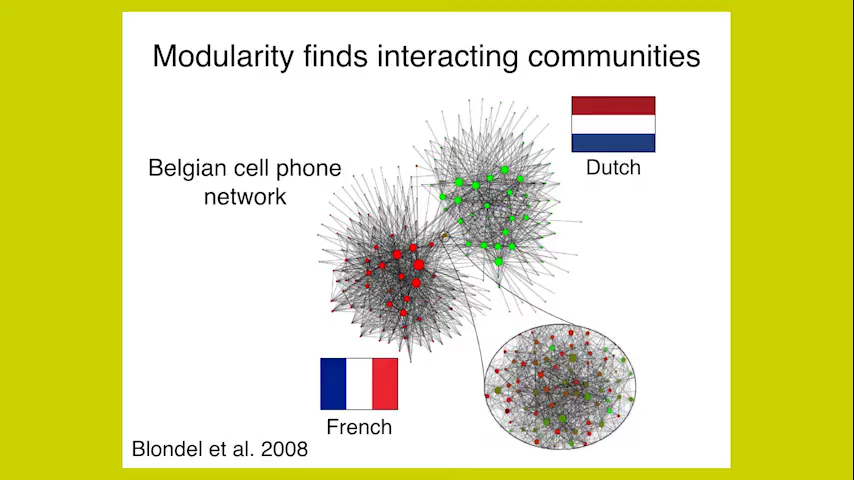 Modularity finds interacting communities
Belgian cell phone
network
Dutch
French
Blondel et al. 2008